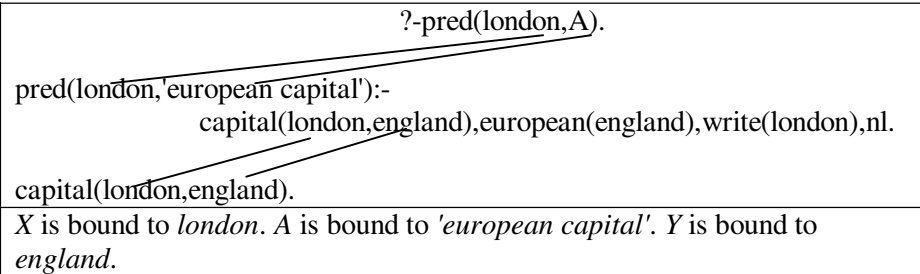 ?-pred(london,A).
pred(london,'european capital'):-
capital(london,england),european(england),write(london),nl.
capital(london,england).
X is bound to london. A is bound to 'european capital'. Y is bound to
england.